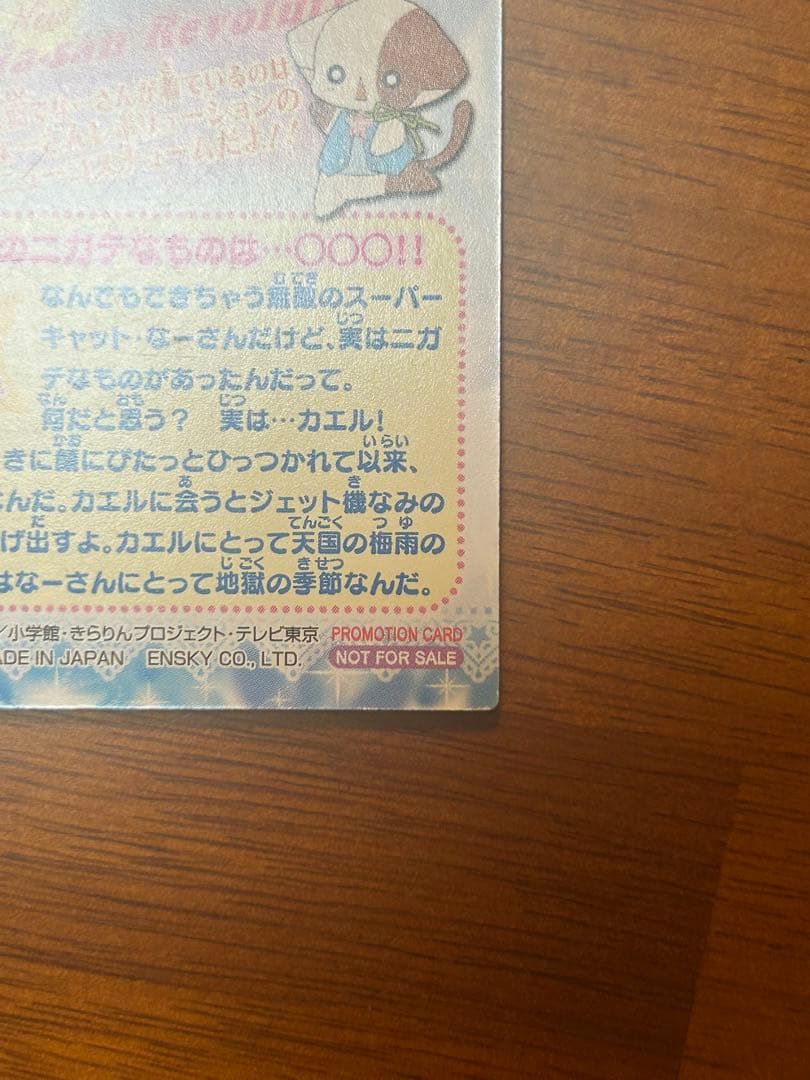 a-san Revolut
さんが着ているのは
ションの
だよ!!
のニガテなものは…○○○!!
なんでもできちゃう無敵のスーパー
キャット・なーさんだけど、実はニガ
テなものがあったんだって。
何だと思う? 実は…カエル!
きに顔にぴたっとひっつかれて以来、
んだ。カエルに会うとジェット機なみの
げ出すよ。カエルにとって天国の梅雨の
はなーさんにとって地獄の季節なんだ。
/小学館・きらりんプロジェクト・テレビ東京 PROMOTION CARD
ADE IN JAPAN ENSKY CO., LTD. NOT FOR SALE